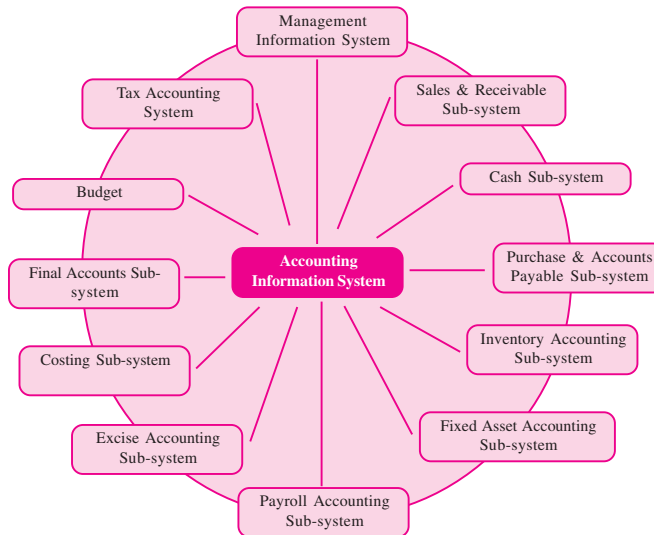 Management
Information System
Tax Accounting
System
Sales & Receivable
Sub-system
Budget
Cash Sub-system
Accounting
Information System
Final Accounts Sub-
system
Purchase & Accounts
Payable Sub-system
Costing Sub-system
Inventory Accounting
Sub-system
Excise Accounting
Sub-system
Fixed Asset Accounting
Sub-system
Payroll Accounting
Sub-system